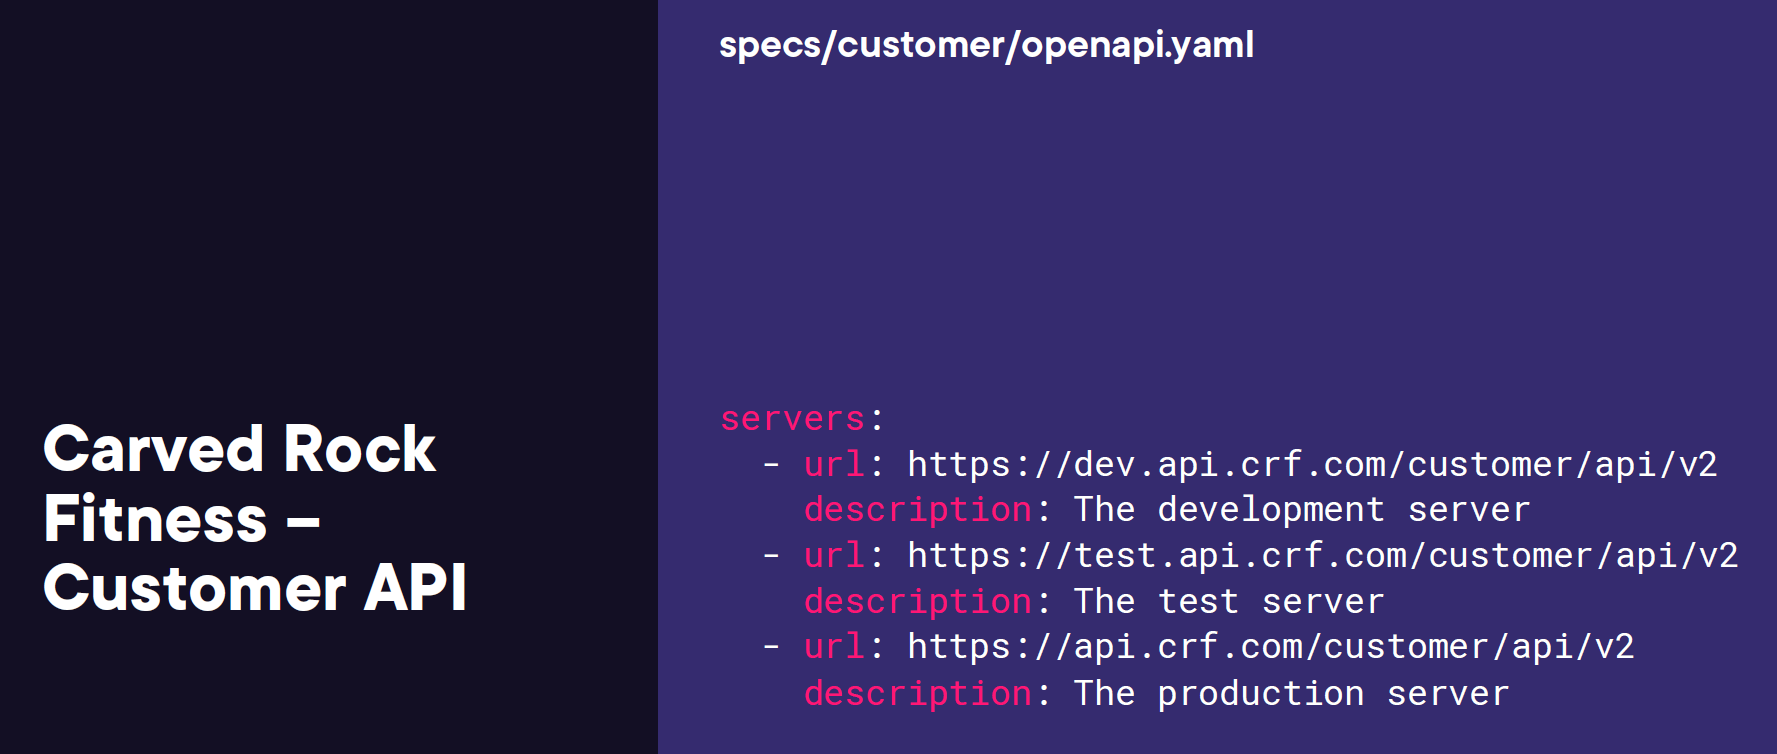 Carved Rock
Fitness –
Customer API
specs/customer/openapi.yaml
servers:
  - url: https://dev.api.crf.com/customer/api/v2
    description: The development server
  - url: https://test.api.crf.com/customer/api/v2
    description: The test server
  - url: https://api.crf.com/customer/api/v2
    description: The production server